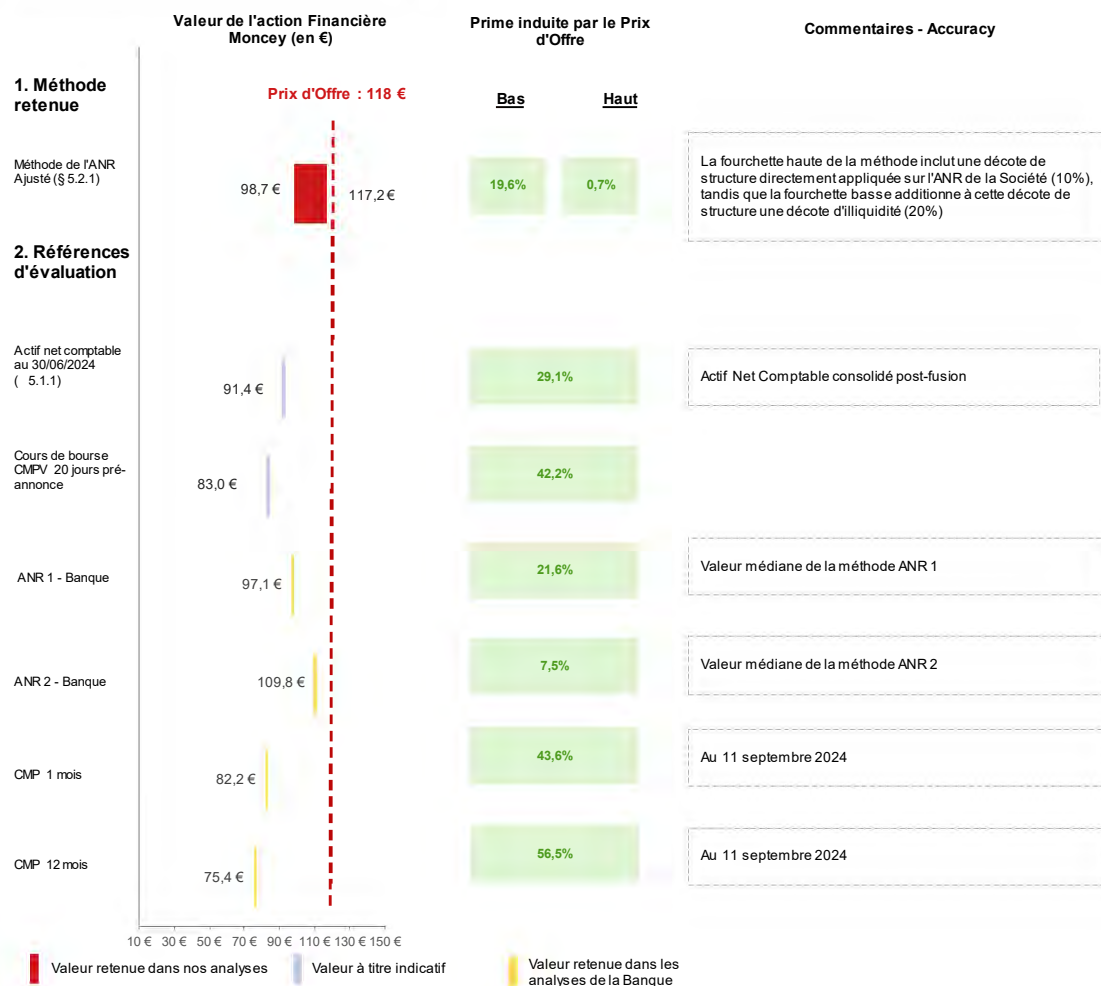 Valeur de l'action Financière
Moncey (en €)
Prime induite par le Prix
d'Offre
Commentaires - Accuracy
1. Méthode
retenue
Prix d'Offre : 118 €
Bas
Haut
Méthode de l'ANR
Ajusté (§ 5.2.1)
98,7 €
117,2 €
19,6%
0,7%
La fourchette haute de la méthode inclut une décote de
structure directement appliquée sur l'ANR de la Société (10%),
tandis que la fourchette basse additionne à cette décote de
structure une décote d'illiquidité (20%)
2. Références
d'évaluation
Actif net comptable
au 30/06/2024
( 5.1.1)
91,4 €
29,1%
Actif Net Comptable consolidé post-fusion
Cours de bourse
CMPV 20 jours pré-
annonce
83,0 €
42,2%
ANR 1 - Banque
97,1 €
21,6%
Valeur médiane de la méthode ANR 1
ANR 2 - Banque
109,8 €
7,5%
Valeur médiane de la méthode ANR 2
CMP 1 mois
82,2 €
43,6%
Au 11 septembre 2024
CMP 12 mois
75,4 €
56,5%
Au 11 septembre 2024
10 € 30 € 50 € 70 € 90 € 110 € 130 € 150 €
Valeur retenue dans nos analyses
Valeur à titre indicatif
Valeur retenue dans les
analyses de la Banque